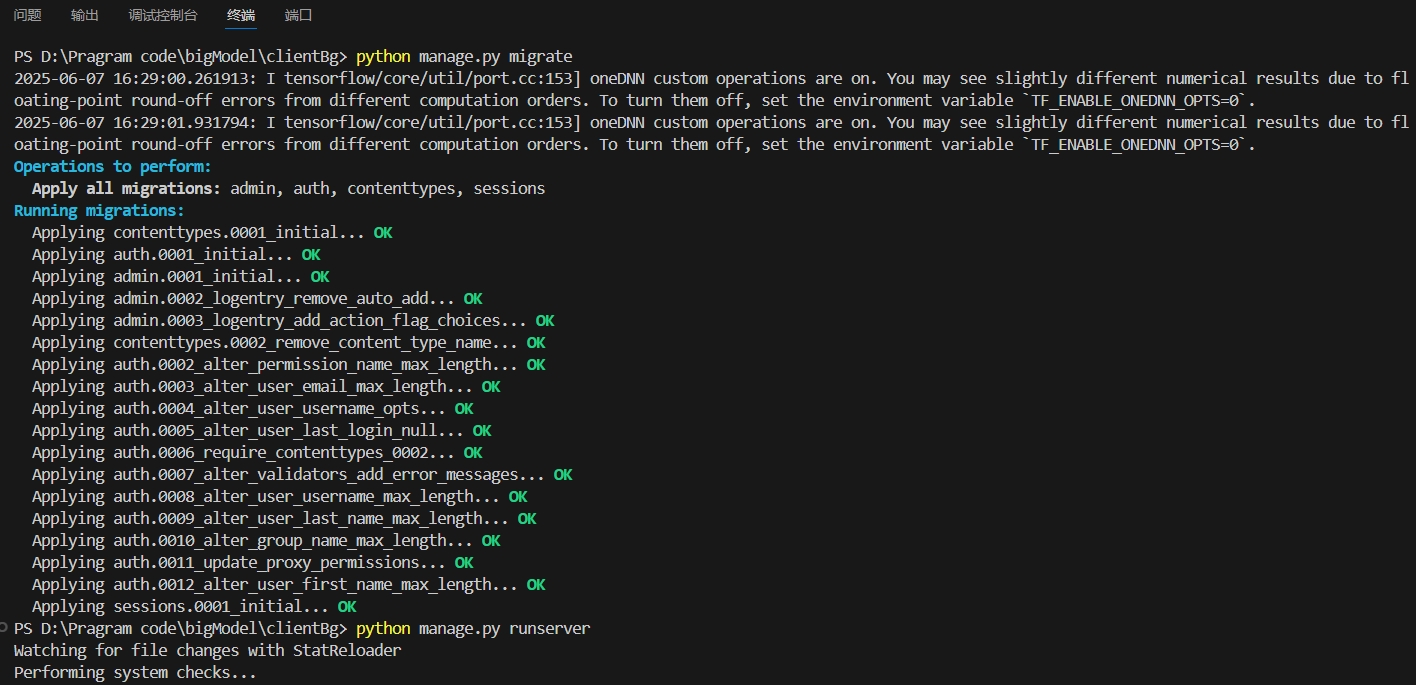 问题 输出 调试控制台 终端 端口
PS D:\Pragram code\bigModel\clientBg> python manage.py migrate
2025-06-07 16:29:00.261913: I tensorflow/core/util/port.cc:153] oneDNN custom operations are on. You may see slightly different numerical results due to fl
oating-point round-off errors from different computation orders. To turn them off, set the environment variable `TF_ENABLE_ONEDNN_OPTS=0`.
2025-06-07 16:29:01.931794: I tensorflow/core/util/port.cc:153] oneDNN custom operations are on. You may see slightly different numerical results due to fl
oating-point round-off errors from different computation orders. To turn them off, set the environment variable `TF_ENABLE_ONEDNN_OPTS=0`.
Operations to perform:
  Apply all migrations: admin, auth, contenttypes, sessions
Running migrations:
  Applying contenttypes.0001_initial... OK
  Applying auth.0001_initial... OK
  Applying admin.0001_initial... OK
  Applying admin.0002_logentry_remove_auto_add... OK
  Applying admin.0003_logentry_add_action_flag_choices... OK
  Applying contenttypes.0002_remove_content_type_name... OK
  Applying auth.0002_alter_permission_name_max_length... OK
  Applying auth.0003_alter_user_email_max_length... OK
  Applying auth.0004_alter_user_username_opts... OK
  Applying auth.0005_alter_user_last_login_null... OK
  Applying auth.0006_require_contenttypes_0002... OK
  Applying auth.0007_alter_validators_add_error_messages... OK
  Applying auth.0008_alter_user_username_max_length... OK
  Applying auth.0009_alter_user_last_name_max_length... OK
  Applying auth.0010_alter_group_name_max_length... OK
  Applying auth.0011_update_proxy_permissions... OK
  Applying auth.0012_alter_user_first_name_max_length... OK
  Applying sessions.0001_initial... OK
PS D:\Pragram code\bigModel\clientBg> python manage.py runserver
Watching for file changes with StatReloader
Performing system checks...